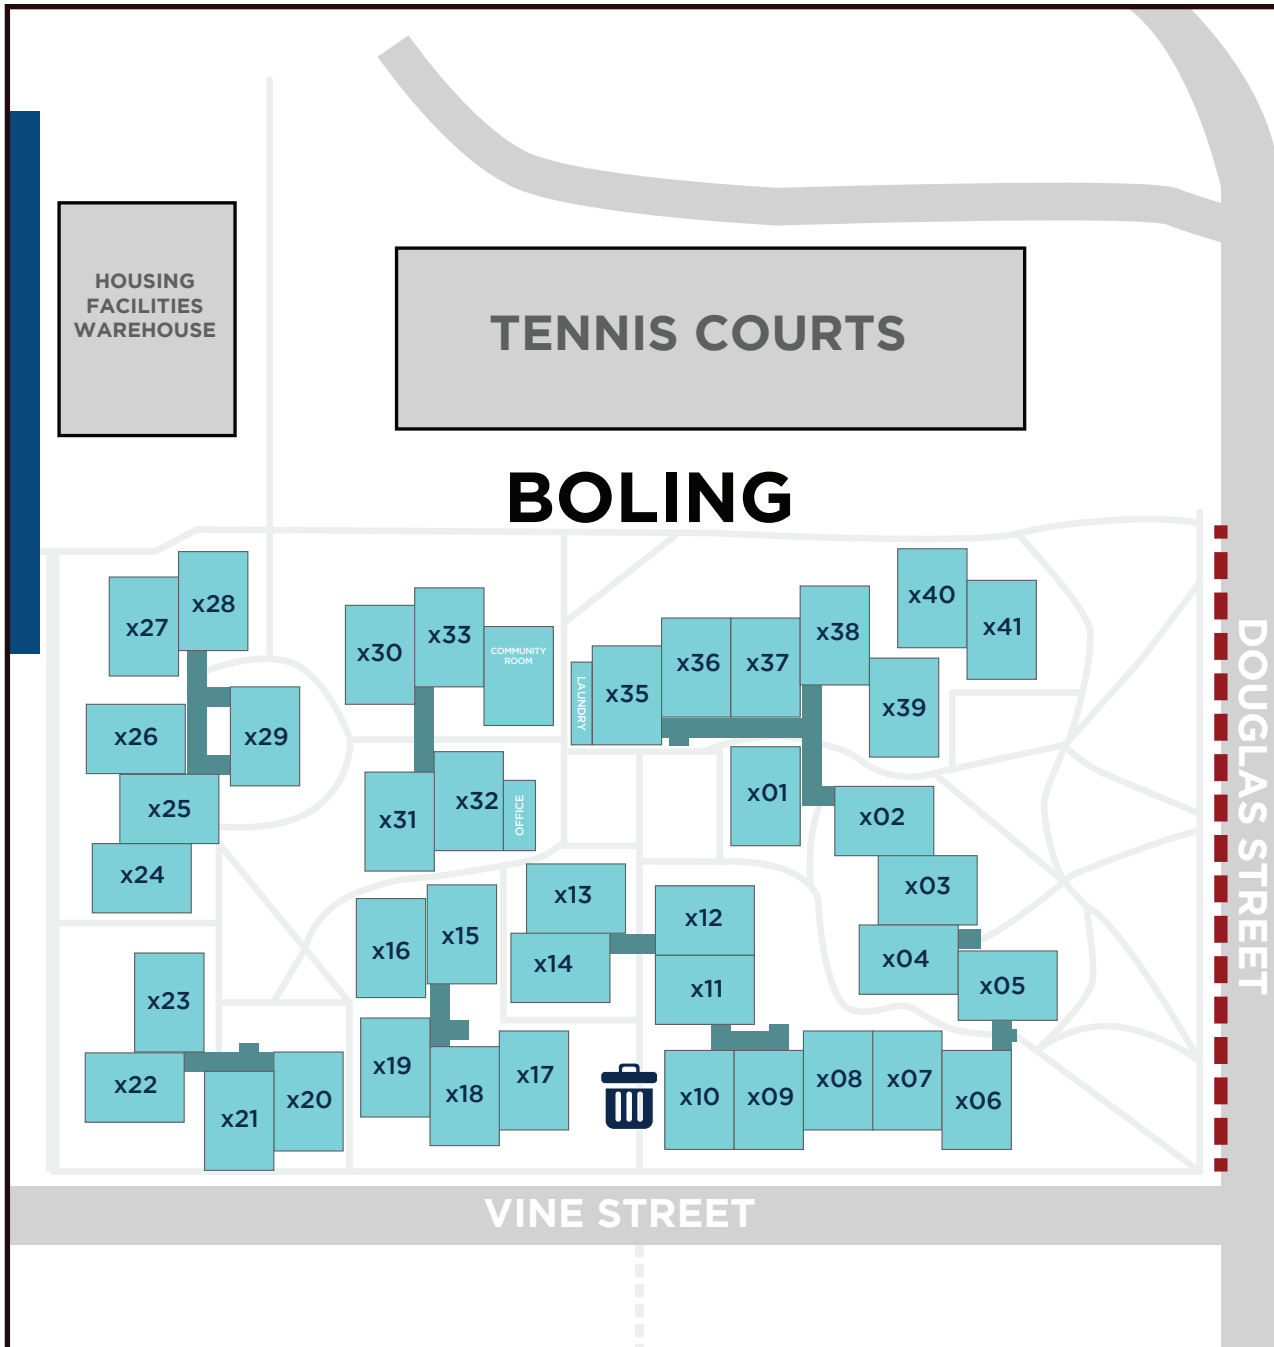 HOUSING
FACILITIES
WAREHOUSE
TENNIS COURTS
BOLING
x28
x27
x26
x29
x25
x24
x30
x33
COMMUNITY
ROOM
x31
x32
OFFICE
LAUNDRY
x35
x36
x37
x38
x39
x40
x41
x01
x02
x03
x04
x05
x13
x14
x12
x11
x16
x15
x19
x18
x17
x23
x22
x21
x20
x10
x09
x08
x07
x06
DOUGLAS STREET
VINE STREET